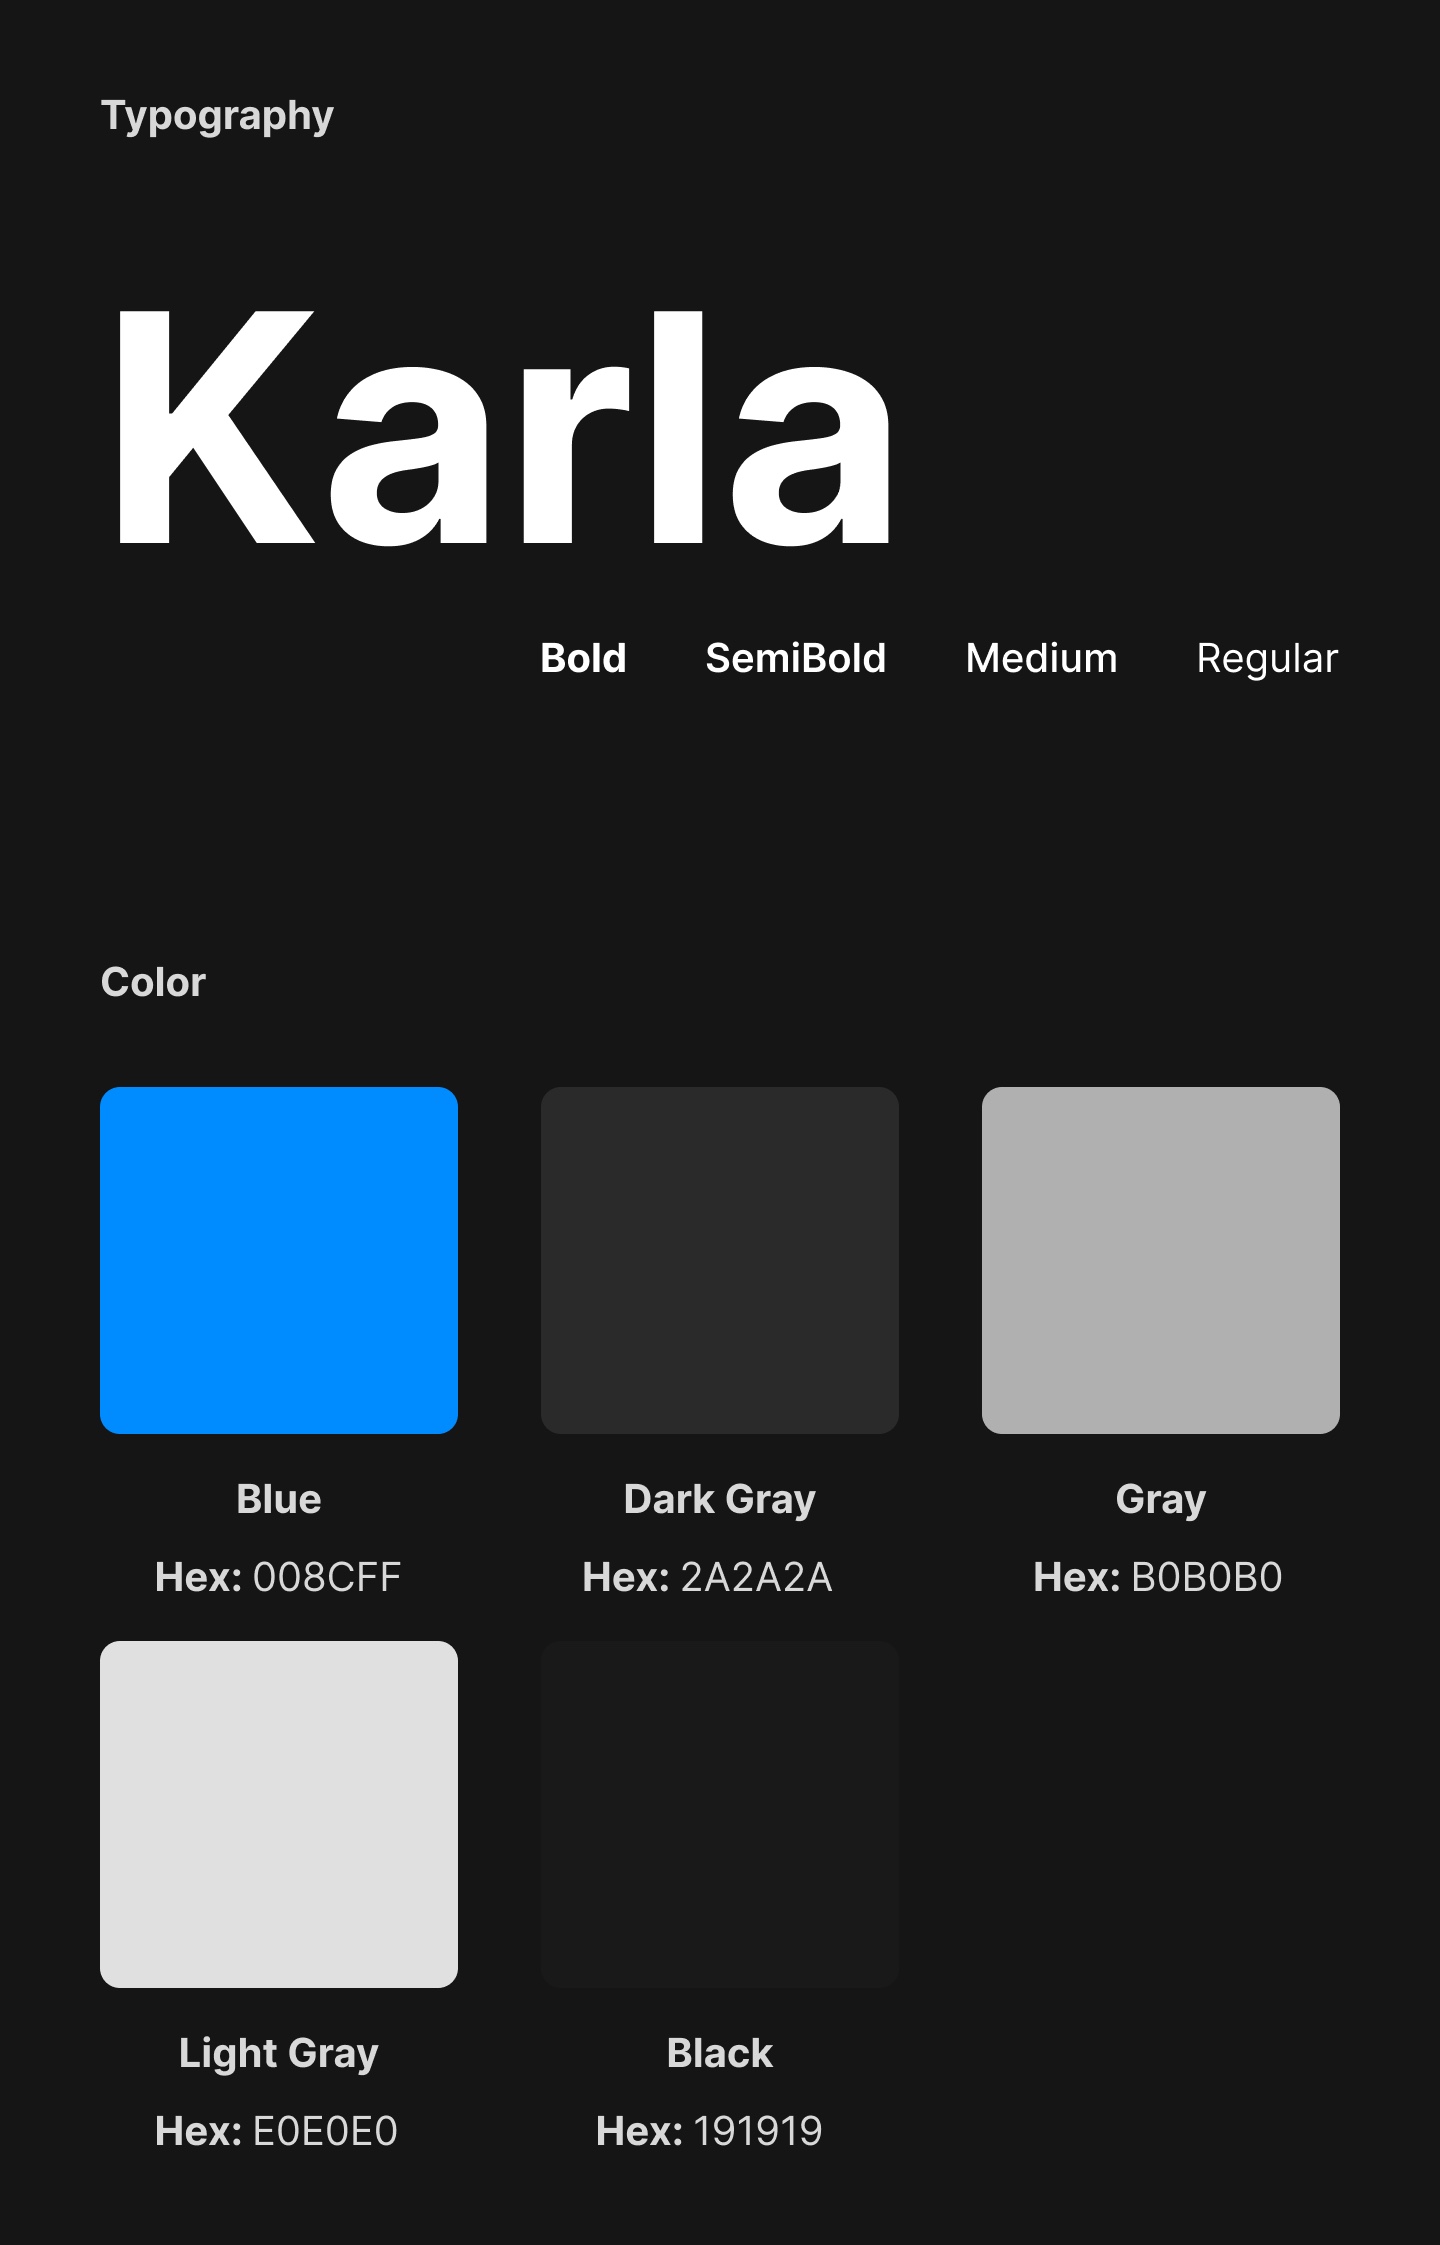 Typography
Karla
Bold SemiBold Medium Regular
Color
Blue Dark Gray Gray
Hex: 008CFF Hex: 2A2A2A Hex: B0B0B0
Light Gray Black
Hex: E0E0E0 Hex: 191919